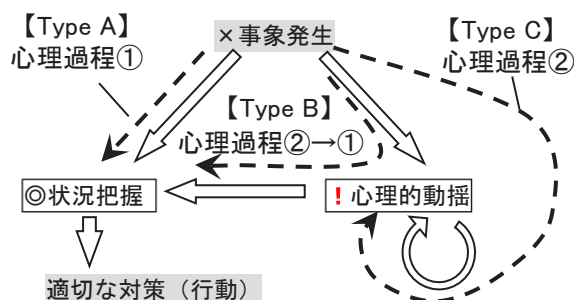 【Type A】
心理過程①
×事象発生
【Type C】
心理過程②
【Type B】
心理過程②→①
◎状況把握
！心理的動揺
適切な対策（行動）